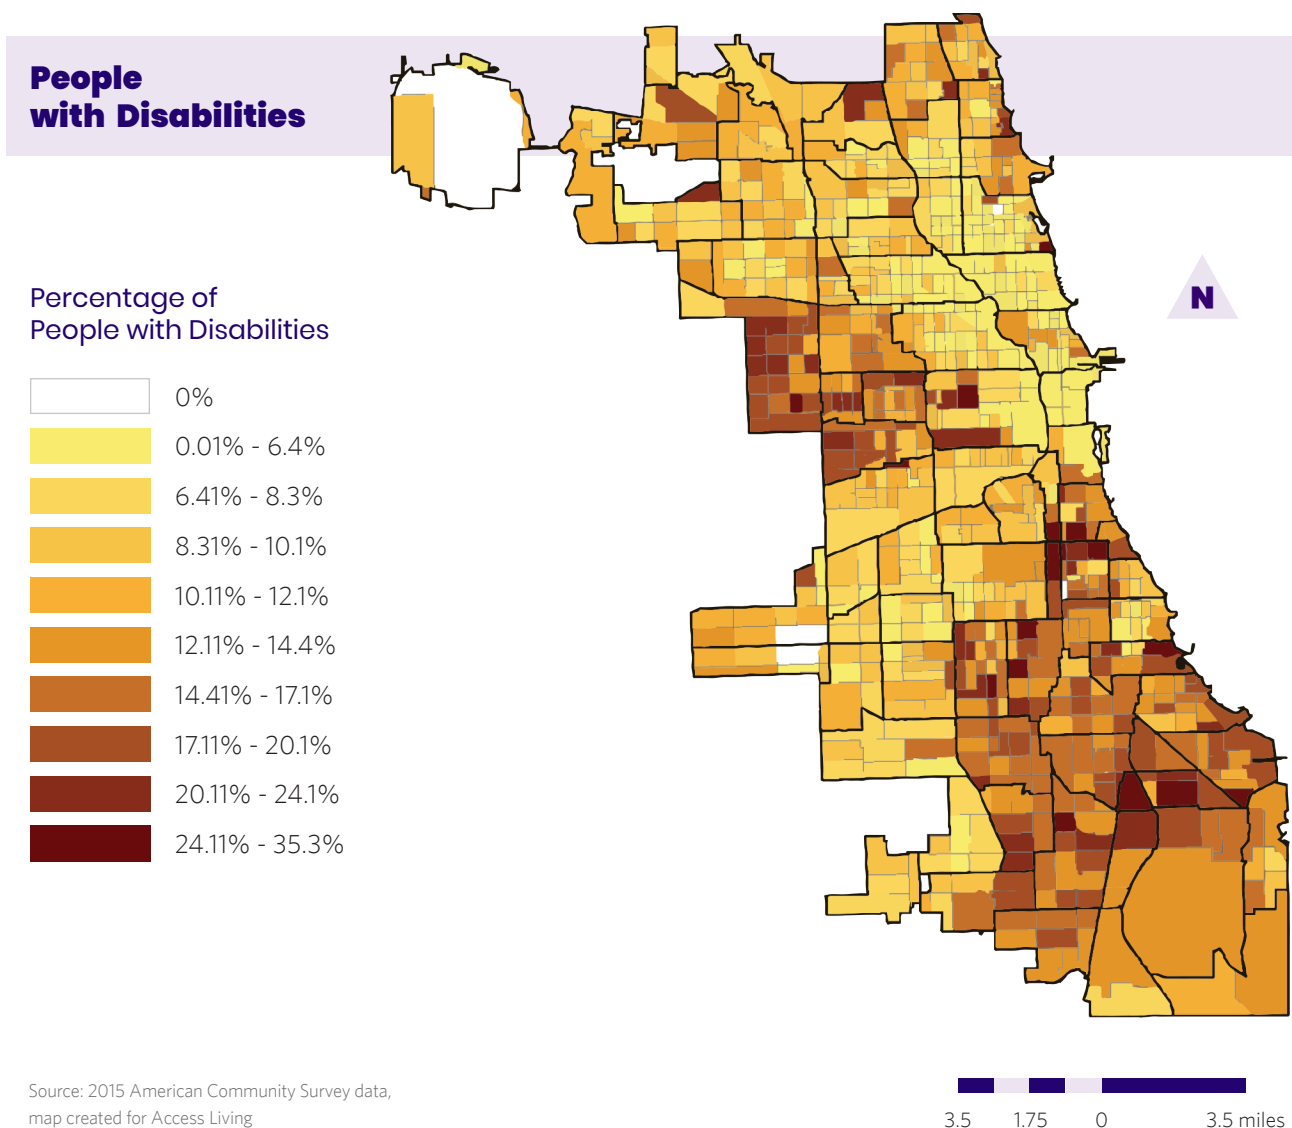 People
with Disabilities
N
Percentage of
People with Disabilities
0%
0.01% - 6.4%
6.41% - 8.3%
8.31% - 10.1%
10.11% - 12.1%
12.11% - 14.4%
14.41% - 17.1%
17.11% - 20.1%
20.11% - 24.1%
24.11% - 35.3%
Source: 2015 American Community Survey data,
map created for Access Living
3.5 1.75 0 3.5 miles